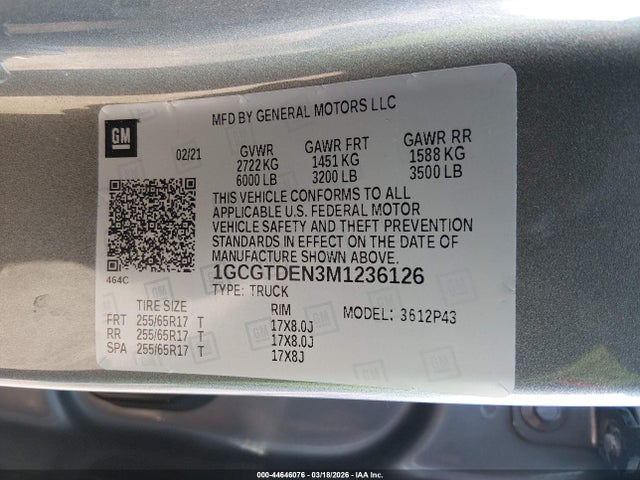 MFD BY GENERAL MOTORS LLC
GM
02/21
GVWR GAWR FRT GAWR RR
2722 KG 1451 KG 1588 KG
6000 LB 3200 LB 3500 LB
THIS VEHICLE CONFORMS TO ALL
APPLICABLE U.S. FEDERAL MOTOR
VEHICLE SAFETY AND THEFT PREVENTION
STANDARDS IN EFFECT ON THE DATE OF
MANUFACTURE SHOWN ABOVE.
464C
1GCGTDEN3M1236126
TYPE: TRUCK
TIRE SIZE RIM MODEL: 3612P43
FRT 255/65R17 T 17X8.0J
RR 255/65R17 T 17X8.0J
SPA 255/65R17 T 17X8J
000-44646076 - 03/18/2026 - IAA Inc.